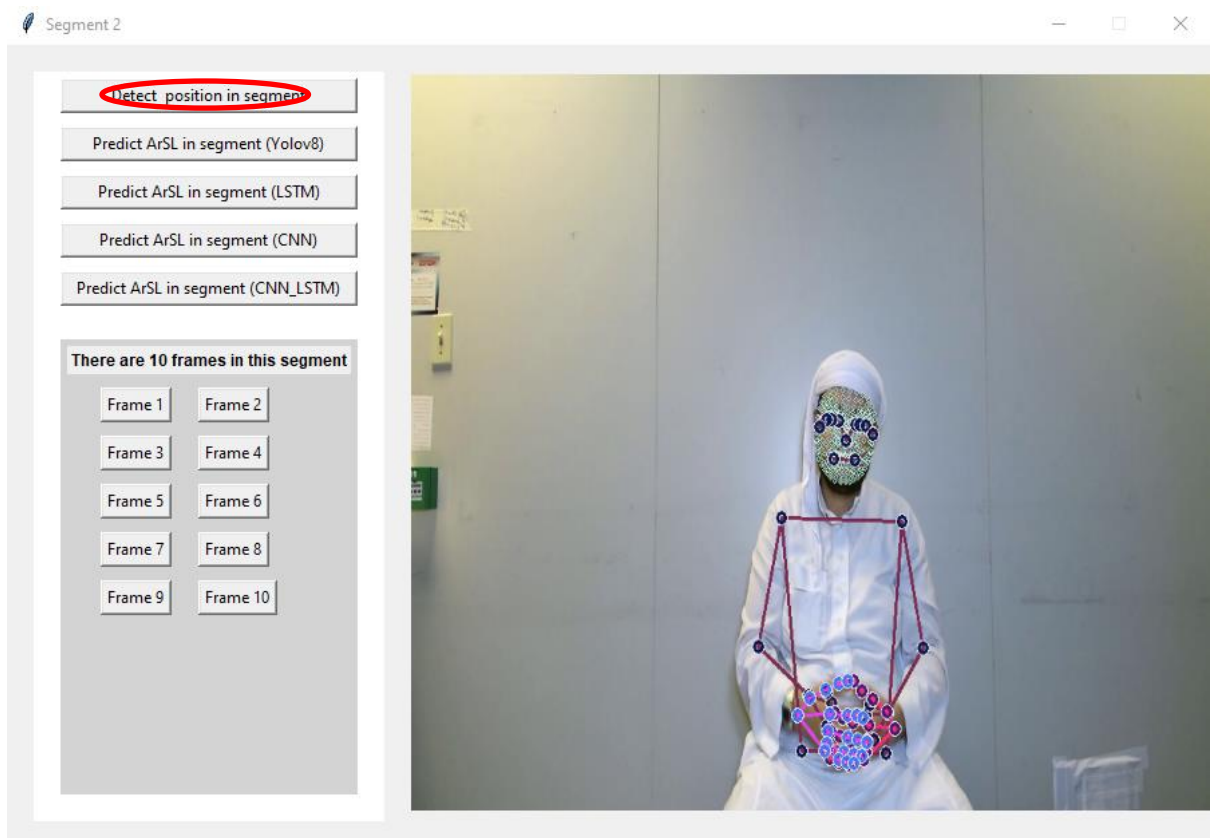 Segment 2
Detect  position in segment
Predict ArSL in segment (Yolov8)
Predict ArSL in segment (LSTM)
Predict ArSL in segment (CNN)
Predict ArSL in segment (CNN_LSTM)
There are 10 frames in this segment
Frame 1 Frame 2
Frame 3 Frame 4
Frame 5 Frame 6
Frame 7 Frame 8
Frame 9 Frame 10